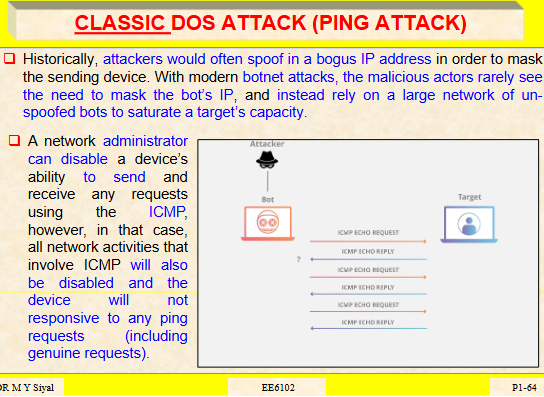 CLASSIC DOS ATTACK (PING ATTACK)
Historically, attackers would often spoof in a bogus IP address in order to mask
the sending device. With modern botnet attacks, the malicious actors rarely see
the need to mask the bot's IP, and instead rely on a large network of un-
spoofed bots to saturate a target's capacity.
A network administrator
can disable a device's
ability to send and
receive any requests
using the ICMP,
however, in that case,
all network activities that
involve ICMP will also
be disabled and the
device will not
responsive to any ping
requests (including
genuine requests).
Attacker
Bot
Target
ICMP ECHO REQUEST
ICMP ECHO REPLY
?
ICMP ECHO REQUEST
ICMP ECHO REPLY
ICMP ECHO REQUEST
ICMP ECHO REPLY
DR M Y Siyal
EE6102
P1-64